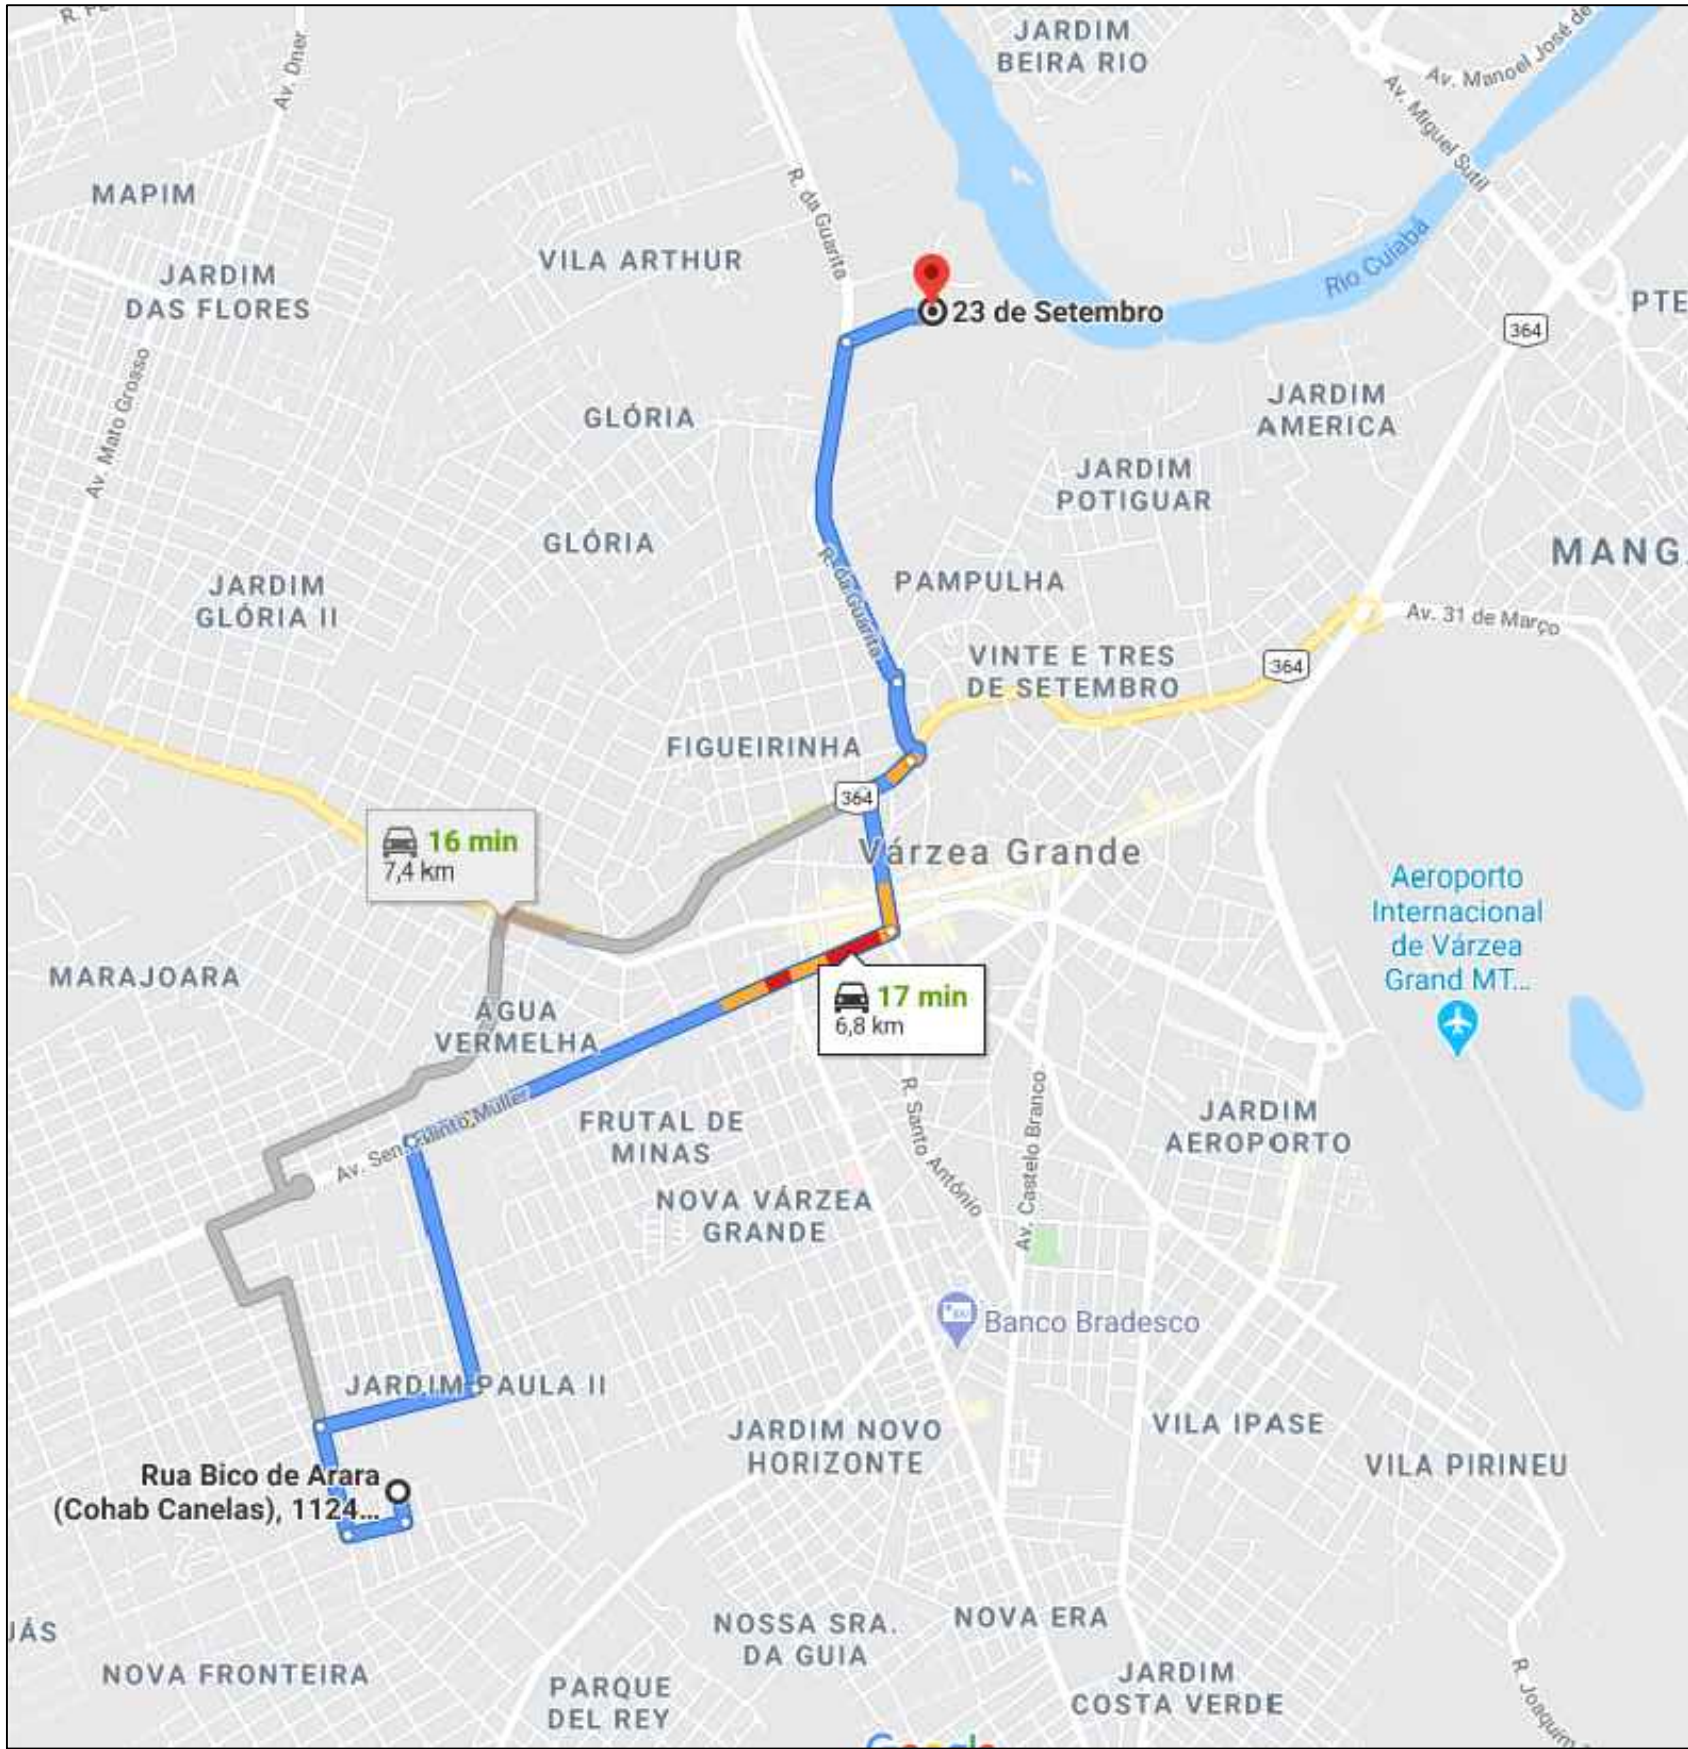 JARDIM
BEIRA RIO
Av. Manoel José de
Av. Dner
Av. Miguel Sutil
MAPIM
R. da Guarita
VILA ARTHUR
Rio Cuiabá
JARDIM
DAS FLORES
23 de Setembro
PTE
364
Av. Mato Grosso
GLÓRIA
JARDIM
AMERICA
JARDIM
POTIGUAR
GLÓRIA
MANG
JARDIM
GLÓRIA II
R. da Guarita
PAMPULHA
Av. 31 de Março
VINTE E TRES
DE SETEMBRO
364
FIGUEIRINHA
364
16 min
7,4 km
Várzea Grande
Aeroporto
Internacional
de Várzea
Grand MT...
MARAJOARA
17 min
6,8 km
ÁGUA
VERMELHA
Av. Sen. Filinto Müller
FRUTAL DE
MINAS
R. Santo Antônio
Av. Castelo Branco
JARDIM
AEROPORTO
NOVA VÁRZEA
GRANDE
Banco Bradesco
JARDIM PAULA II
JARDIM NOVO
HORIZONTE
VILA IPASE
VILA PIRINEU
Rua Bico de Arara
(Cohab Canelas), 1124...
JÁS
NOSSA SRA.
DA GUIA
NOVA ERA
NOVA FRONTEIRA
PARQUE
DEL REY
JARDIM
COSTA VERDE
R. Joaquim
Google